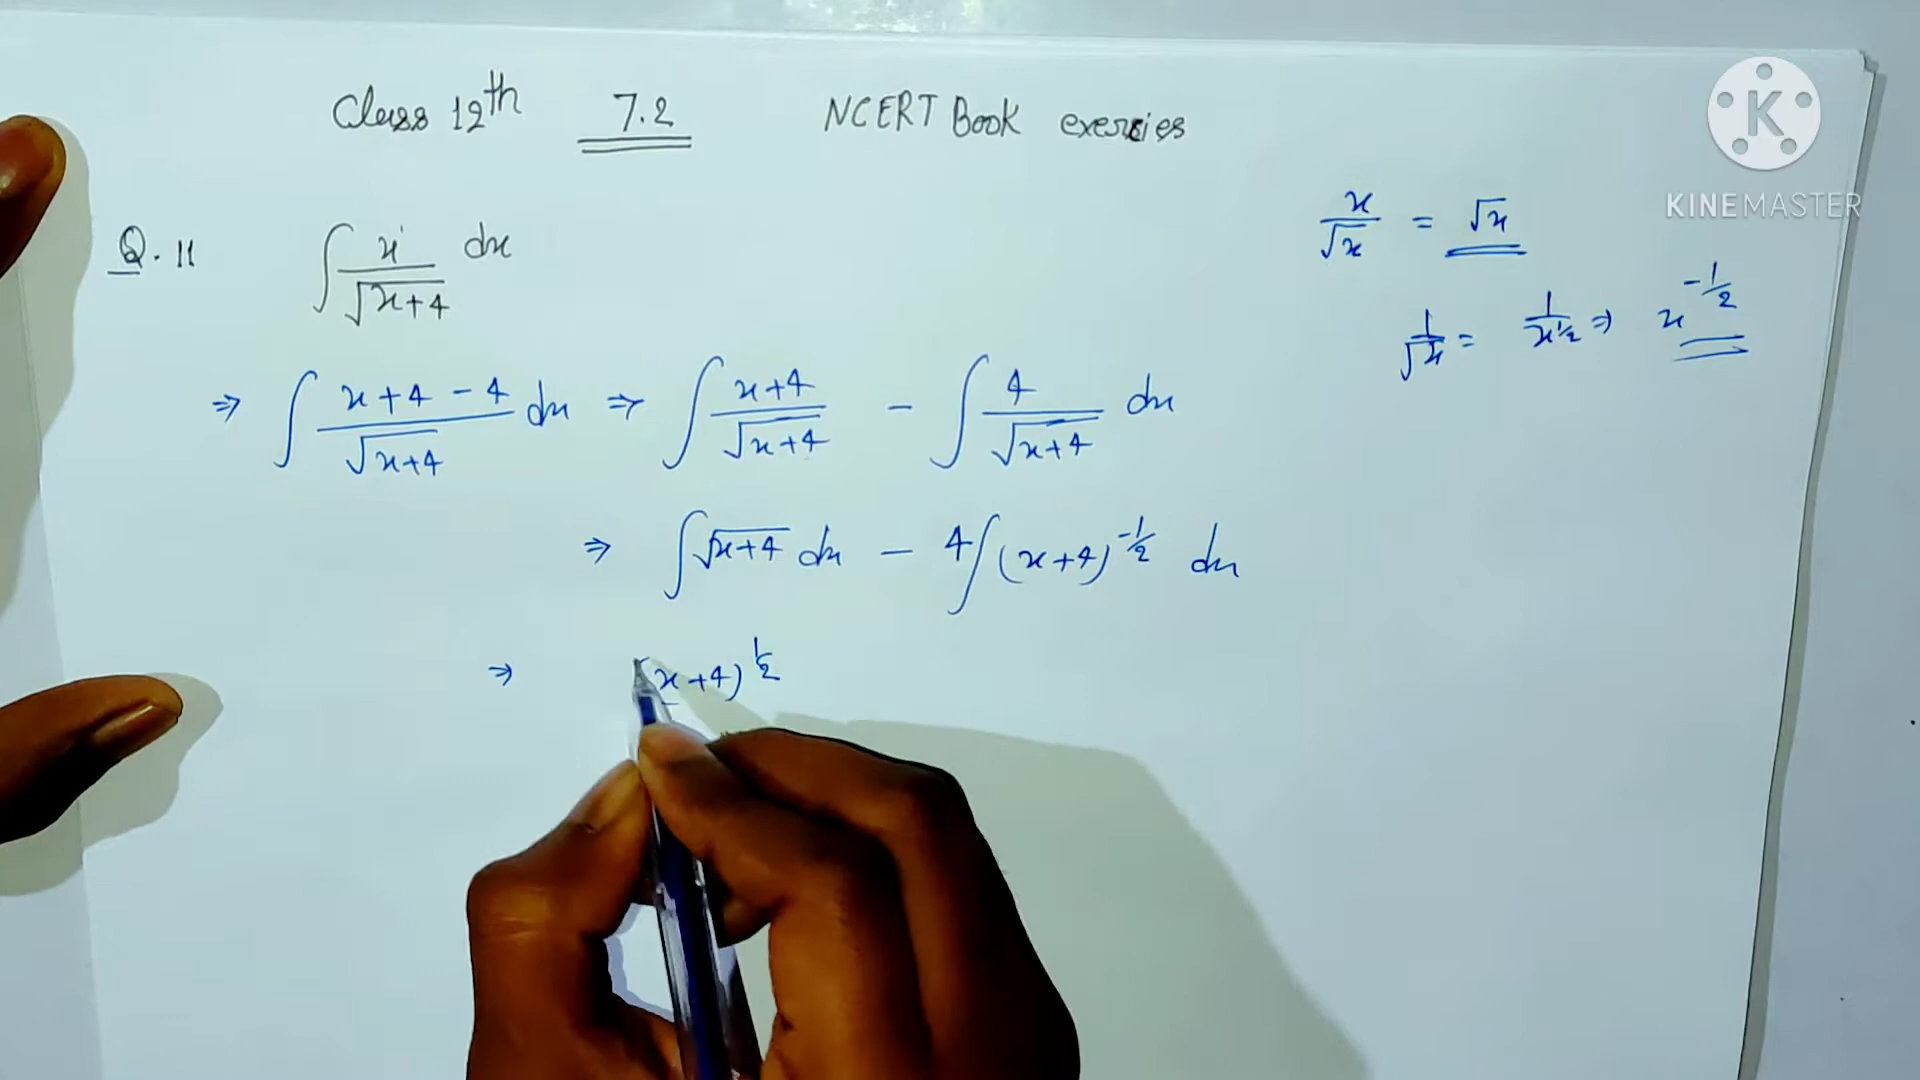 Class 12th 7.2 NCERT Book exersies
Q. 11 ∫ x/√x+4 dx
x/√x = √x
1/√x = 1/x^1/2 ⇒ x^-1/2
⇒ ∫ x+4-4/√x+4 dx ⇒ ∫ x+4/√x+4 - ∫ 4/√x+4 dx
⇒ ∫ √x+4 dx - 4∫ (x+4)^-1/2 dx
⇒ (x+4)^1/2
K
KINEMASTER